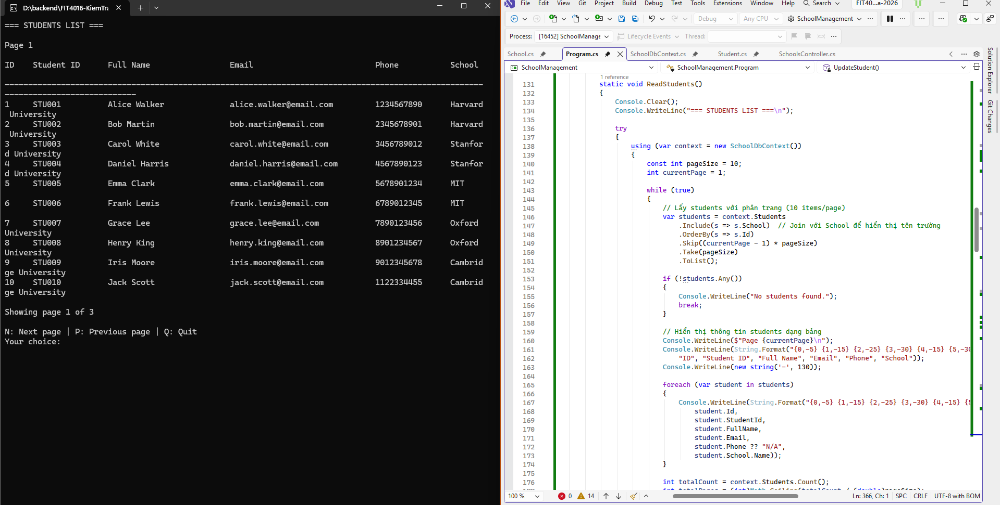 D:\backend\FIT4016-KiemTra
=== STUDENTS LIST ===
Page 1
ID Student ID Full Name Email Phone School
------------------------------------------------------------------------------------------------------
----------------------------
1 STU001 Alice Walker alice.walker@email.com 1234567890 Harvard
University
2 STU002 Bob Martin bob.martin@email.com 2345678901 Harvard
University
3 STU003 Carol White carol.white@email.com 3456789012 Stanfor
d University
4 STU004 Daniel Harris daniel.harris@email.com 4567890123 Stanfor
d University
5 STU005 Emma Clark emma.clark@email.com 5678901234 MIT
6 STU006 Frank Lewis frank.lewis@email.com 6789012345 MIT
7 STU007 Grace Lee grace.lee@email.com 7890123456 Oxford
University
8 STU008 Henry King henry.king@email.com 8901234567 Oxford
University
9 STU009 Iris Moore iris.moore@email.com 9012345678 Cambrid
ge University
10 STU010 Jack Scott jack.scott@email.com 1122334455 Cambrid
ge University
Showing page 1 of 3
N: Next page | P: Previous page | Q: Quit
Your choice:
File Edit View Git Project Build Debug Test Tools Extensions Window Help Search FIT40...a-2026
Debug Any CPU SchoolManagement
Process: [16452] SchoolManage Lifecycle Events Thread:
School.cs Program.cs SchoolDbContext.cs Student.cs SchoolsController.cs
SchoolManagement SchoolManagement.Program UpdateStudent()
1 reference
131 static void ReadStudents()
132 {
133 Console.Clear();
134 Console.WriteLine("=== STUDENTS LIST ===\n");
135
136 try
137 {
138 using (var context = new SchoolDbContext())
139 {
140 const int pageSize = 10;
141 int currentPage = 1;
142
143 while (true)
144 {
145 // Lấy students với phân trang (10 items/page)
146 var students = context.Students
147 .Include(s => s.School) // Join với School để hiển thị tên trường
148 .OrderBy(s => s.Id)
149 .Skip((currentPage - 1) * pageSize)
150 .Take(pageSize)
151 .ToList();
152
153 if (!students.Any())
154 {
155 Console.WriteLine("No students found.");
156 break;
157 }
158
159 // Hiển thị thông tin students dạng bảng
160 Console.WriteLine($"Page {currentPage}\n");
161 Console.WriteLine(String.Format("{0,-5} {1,-15} {2,-25} {3,-30} {4,-15} {5,-30
162 "ID", "Student ID", "Full Name", "Email", "Phone", "School"));
163 Console.WriteLine(new string('-', 130));
164
165 foreach (var student in students)
166 {
167 Console.WriteLine(String.Format("{0,-5} {1,-15} {2,-25} {3,-30} {4,-15} {5
168 student.Id,
169 student.StudentId,
170 student.FullName,
171 student.Email,
172 student.Phone ?? "N/A",
173 student.School.Name));
174 }
175
176 int totalCount = context.Students.Count();
177 int totalPages = (int)Math.Ceiling(totalCount / (double)pageSize);
100 % 0 14 Ln: 366, Ch: 1 SPC CRLF UTF-8 with BOM
Solution Explorer
Git Changes